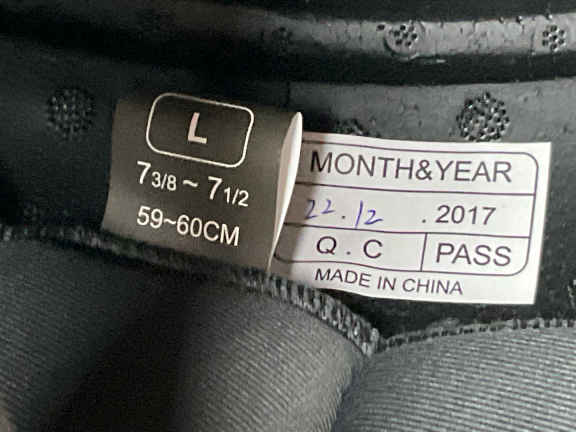 L
7 3/8 ~ 7 1/2
59~60CM
MONTH&YEAR
22.12 .2017
Q.C PASS
MADE IN CHINA